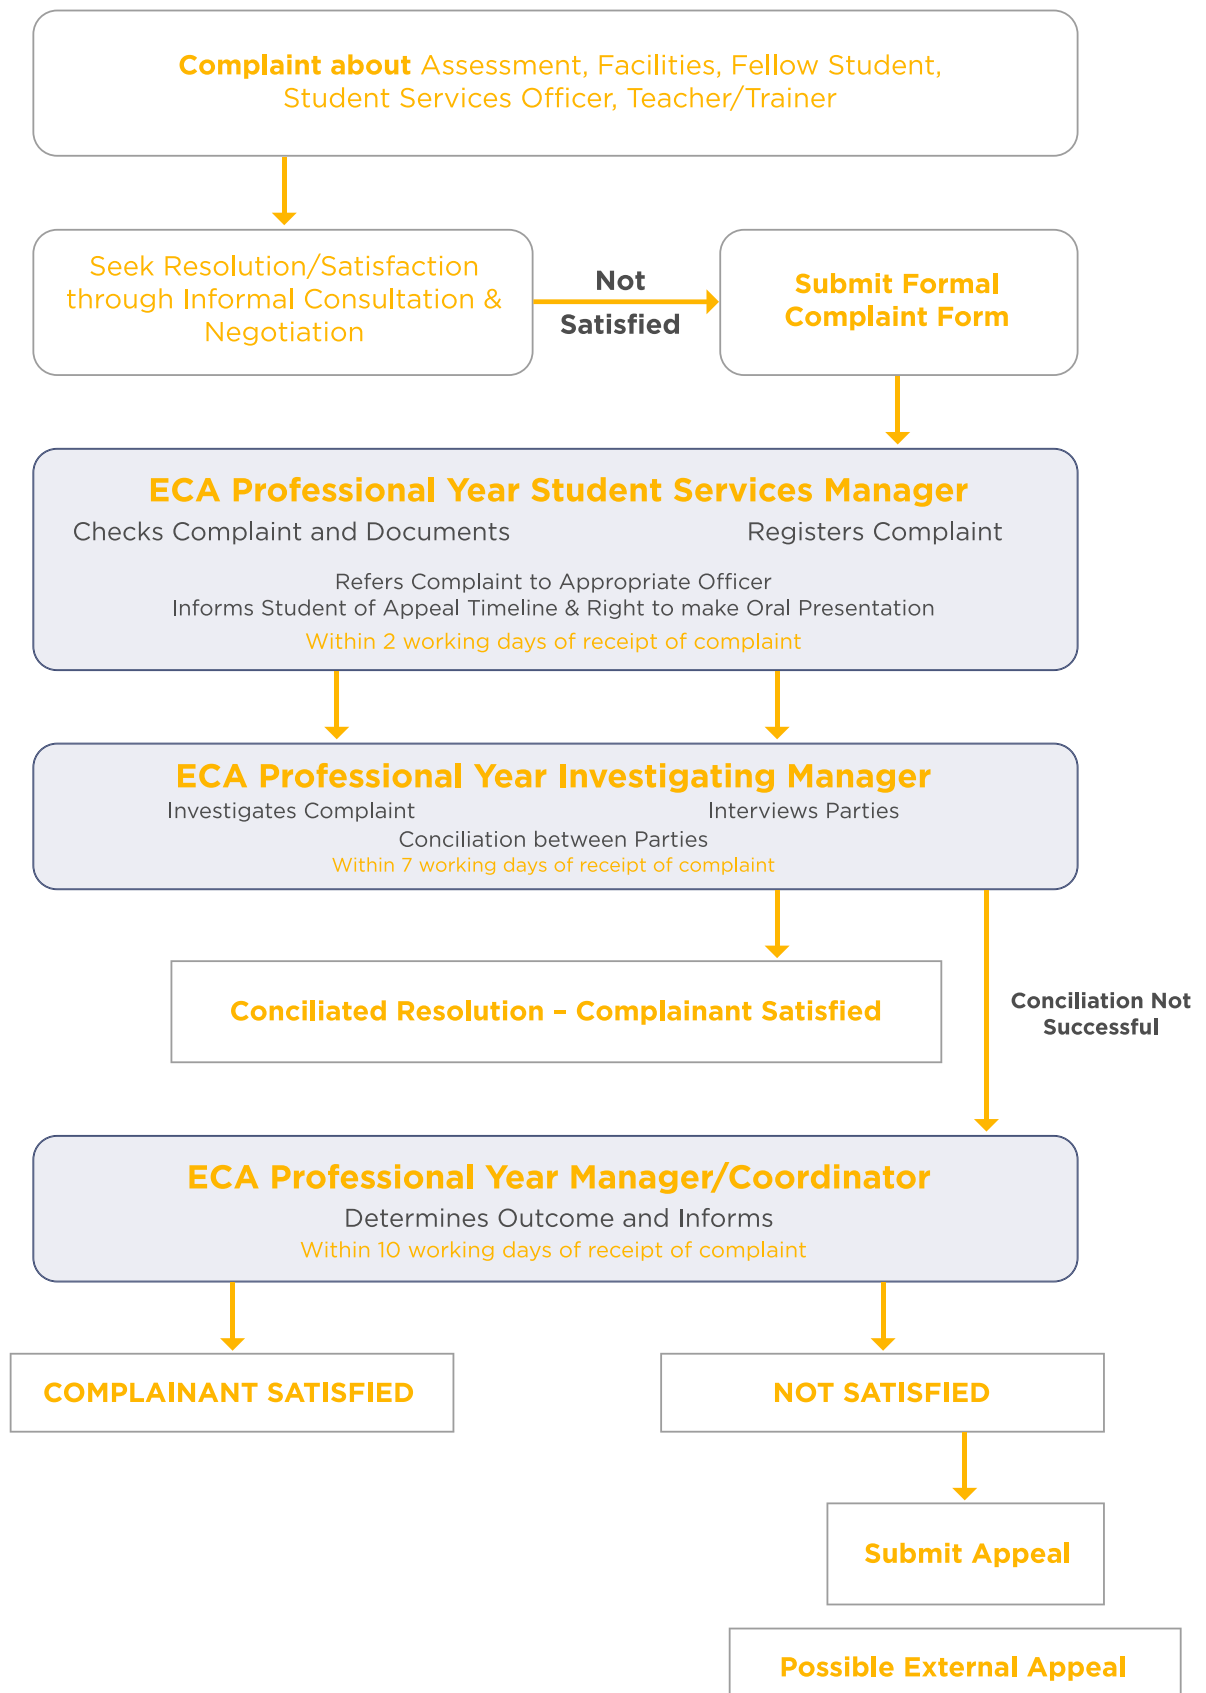 Complaint about Assessment, Facilities, Fellow Student,
Student Services Officer, Teacher/Trainer
Seek Resolution/Satisfaction
through Informal Consultation &
Negotiation
Not
Satisfied
Submit Formal
Complaint Form
ECA Professional Year Student Services Manager
Checks Complaint and Documents
Registers Complaint
Refers Complaint to Appropriate Officer
Informs Student of Appeal Timeline & Right to make Oral Presentation
Within 2 working days of receipt of complaint
ECA Professional Year Investigating Manager
Investigates Complaint
Interviews Parties
Conciliation between Parties
Within 7 working days of receipt of complaint
Conciliated Resolution – Complainant Satisfied
Conciliation Not
Successful
ECA Professional Year Manager/Coordinator
Determines Outcome and Informs
Within 10 working days of receipt of complaint
COMPLAINANT SATISFIED
NOT SATISFIED
Submit Appeal
Possible External Appeal